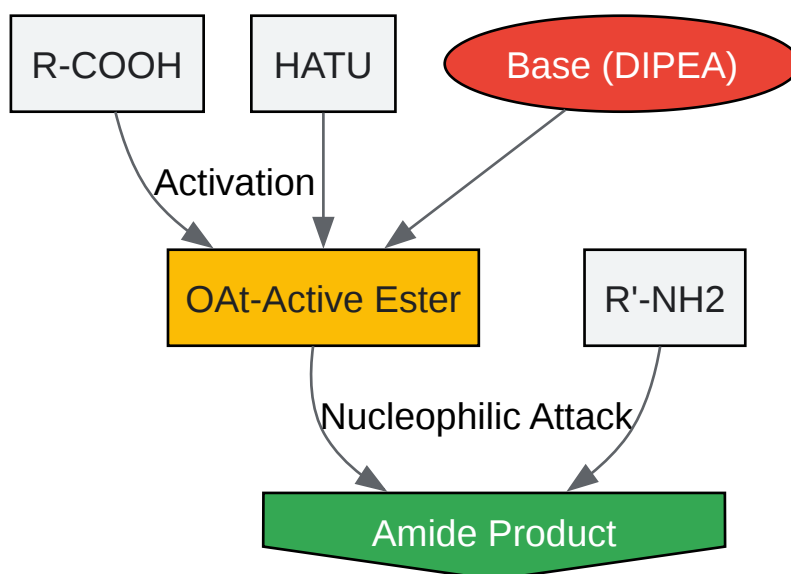 R-COOH
HATU
Base (DIPEA)
Activation
OAt-Active Ester
R'-NH2
Nucleophilic Attack
Amide Product